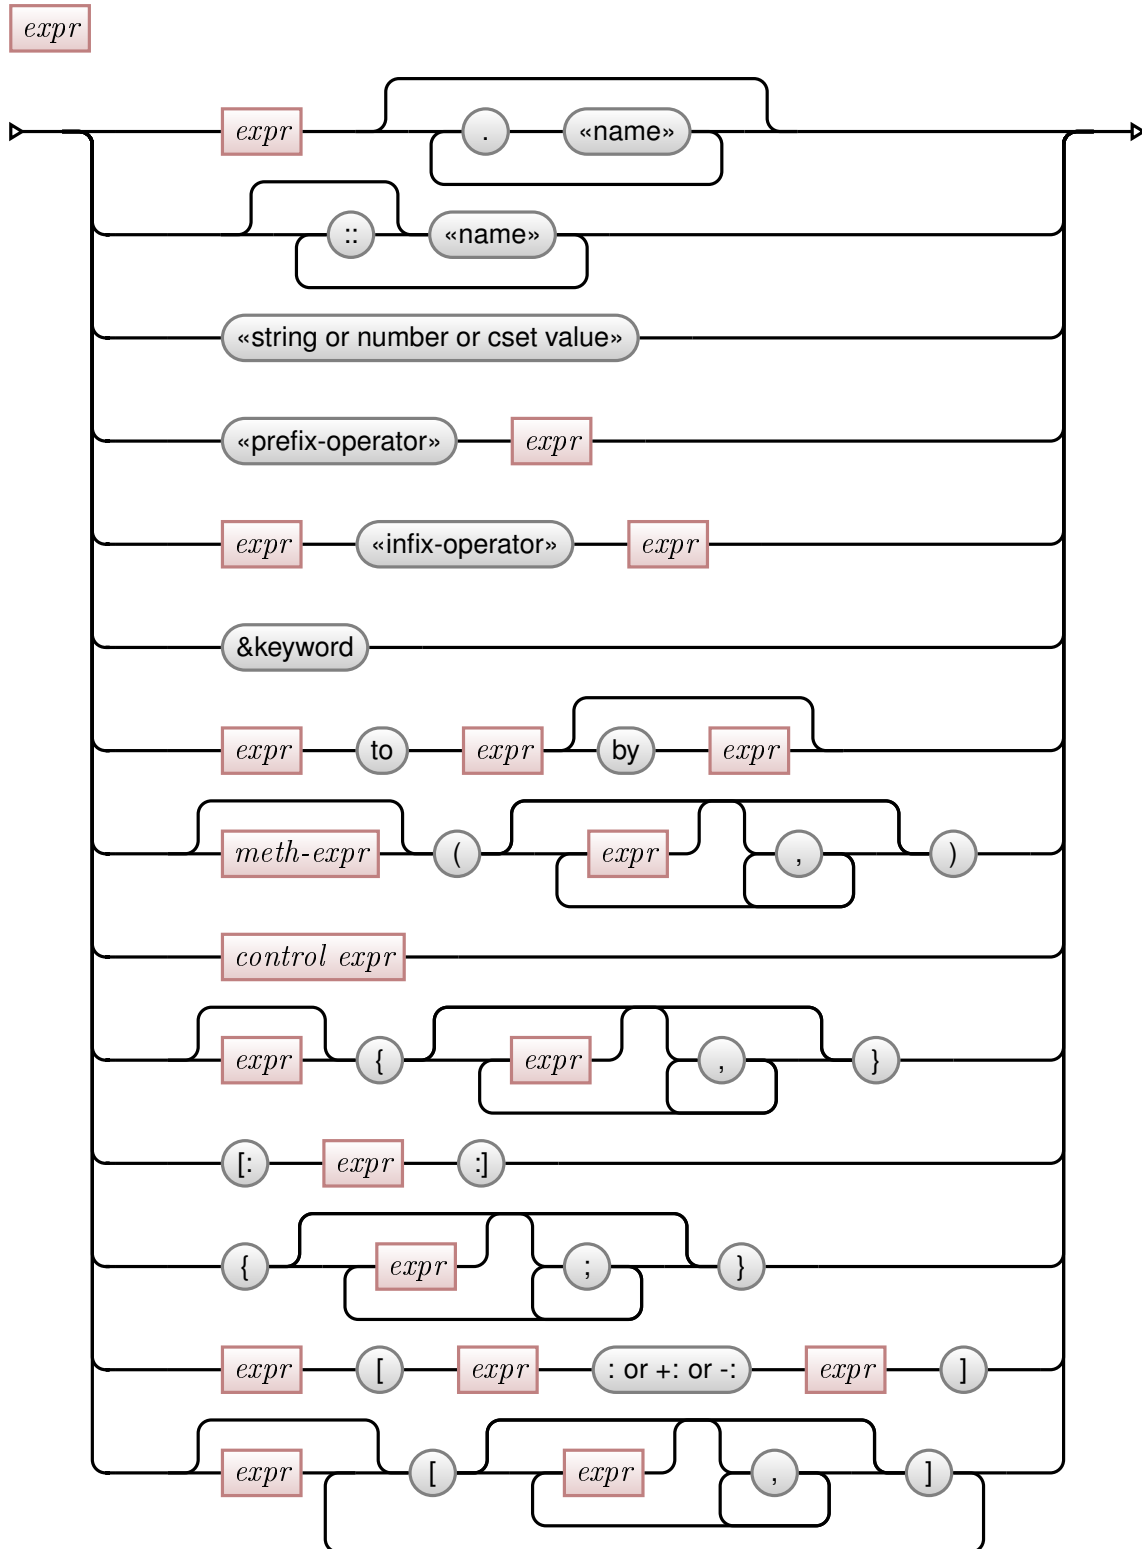 expr
expr . «name»
:: «name»
«string or number or cset value»
«prefix-operator» expr
expr «infix-operator» expr
&keyword
expr to expr by expr
meth-expr ( expr , )
control expr
expr { expr , }
[: expr :]
{ expr ; }
expr [ expr : or +: or -: expr ]
expr [ expr , ]